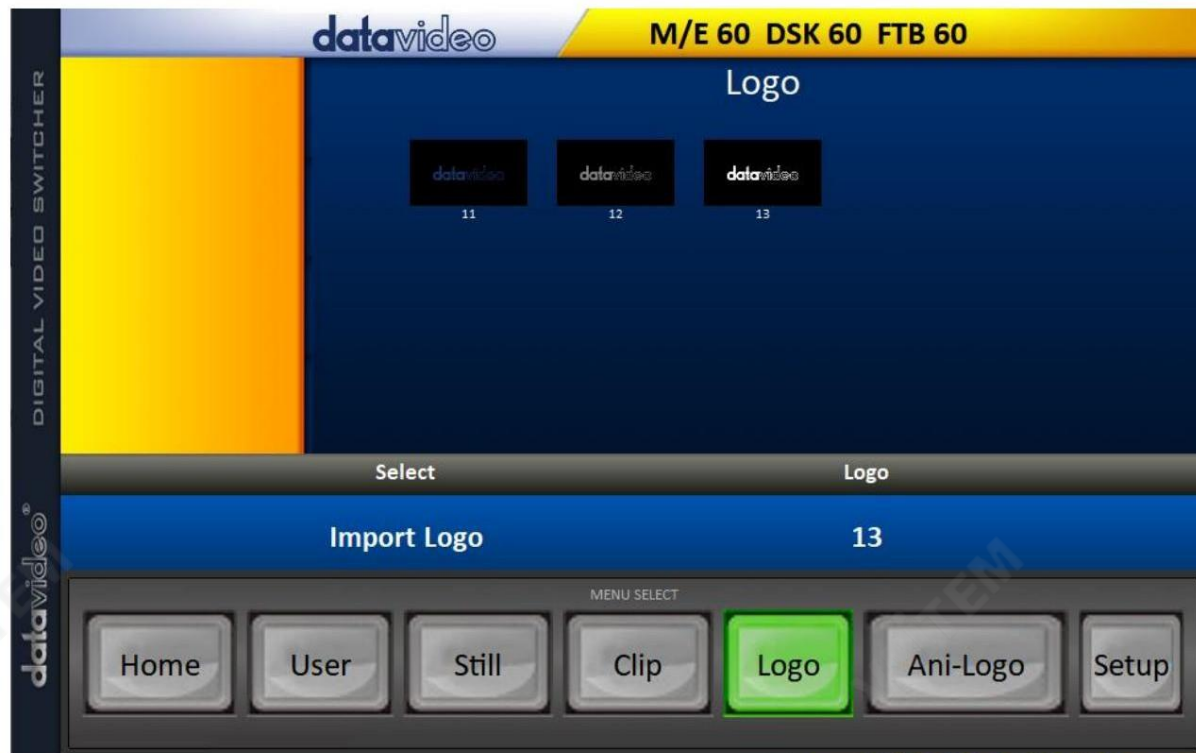 datavideo
M/E 60 DSK 60 FTB 60
DIGITAL VIDEO SWITCHER
datavideo®
Logo
datavideo
datavideo
datavideo
11
12
13
Select
Logo
Import Logo
13
MENU SELECT
Home
User
Still
Clip
Logo
Ani-Logo
Setup